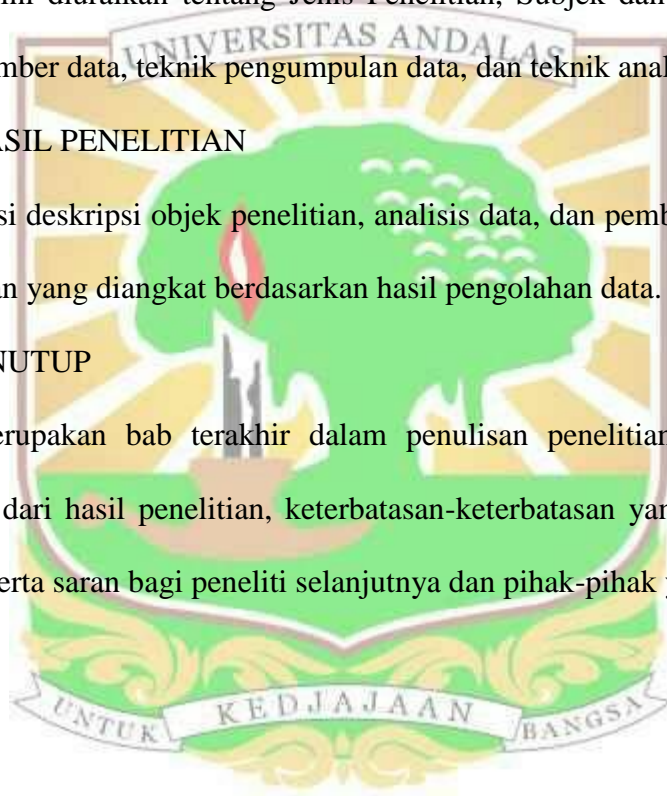 ini diuraikan tentang Jenis Penelitian, Subjek dan
UNIVERSITAS ANDALAS
mber data, teknik pengumpulan data, dan teknik anal
ASIL PENELITIAN
si deskripsi objek penelitian, analisis data, dan pemb
an yang diangkat berdasarkan hasil pengolahan data.
NUTUP
erupakan bab terakhir dalam penulisan penelitian
dari hasil penelitian, keterbatasan-keterbatasan yan
erta saran bagi peneliti selanjutnya dan pihak-pihak y
UNTUK KEDJAJAAN BANGSA